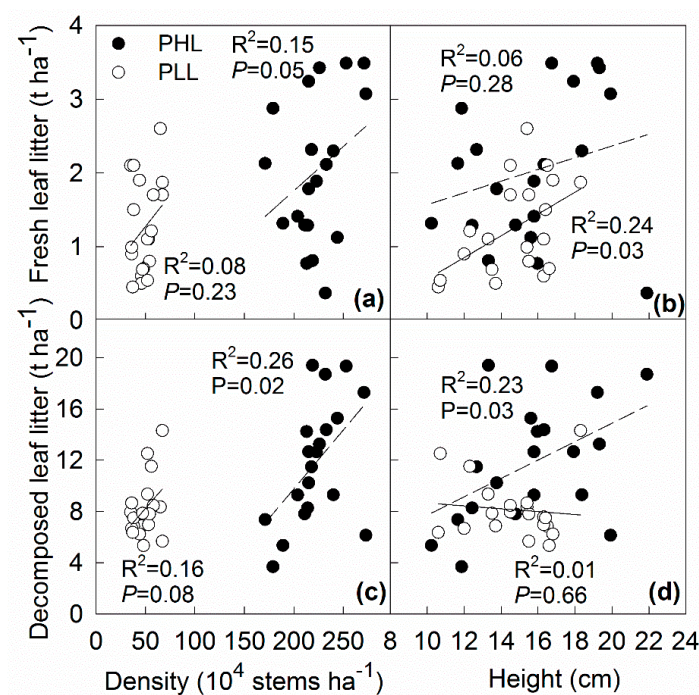 Fresh leaf litter (t ha⁻¹)
4
3
2
1
0
PHL
PLL
R²=0.15
P=0.05
R²=0.08
P=0.23
(a)
R²=0.06
P=0.28
R²=0.24
P=0.03
(b)
Decomposed leaf litter (t ha⁻¹)
20
16
12
8
4
0
R²=0.26
P=0.02
R²=0.16
P=0.08
(c)
R²=0.23
P=0.03
R²=0.01
P=0.66
(d)
0 50 100 150 200 250
8 10 12 14 16 18 20 22 24
Density (10⁴ stems ha⁻¹)
Height (cm)